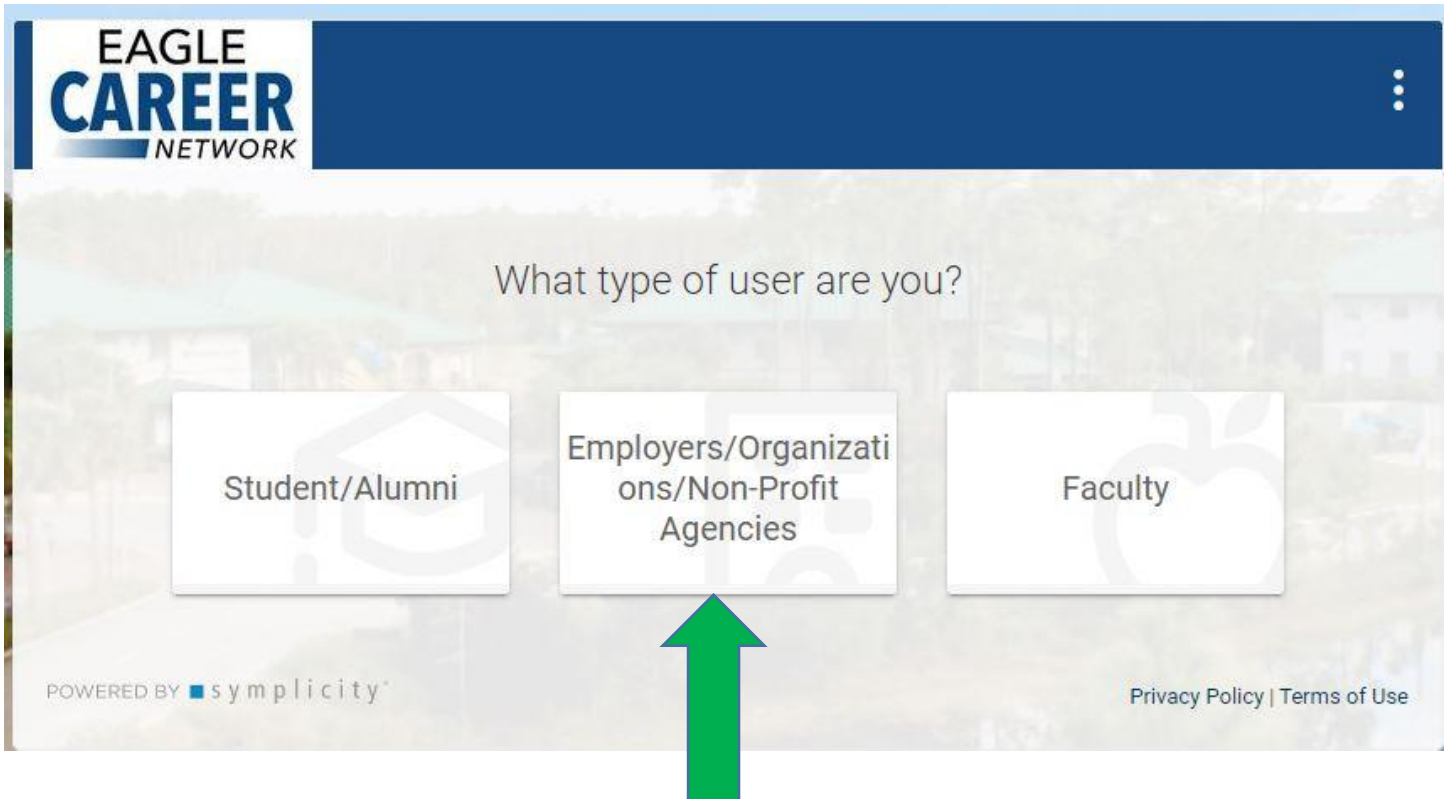 EAGLE
CAREER
NETWORK
What type of user are you?
Student/Alumni
Employers/Organizati
ons/Non-Profit
Agencies
Faculty
POWERED BY symplicity
Privacy Policy | Terms of Use